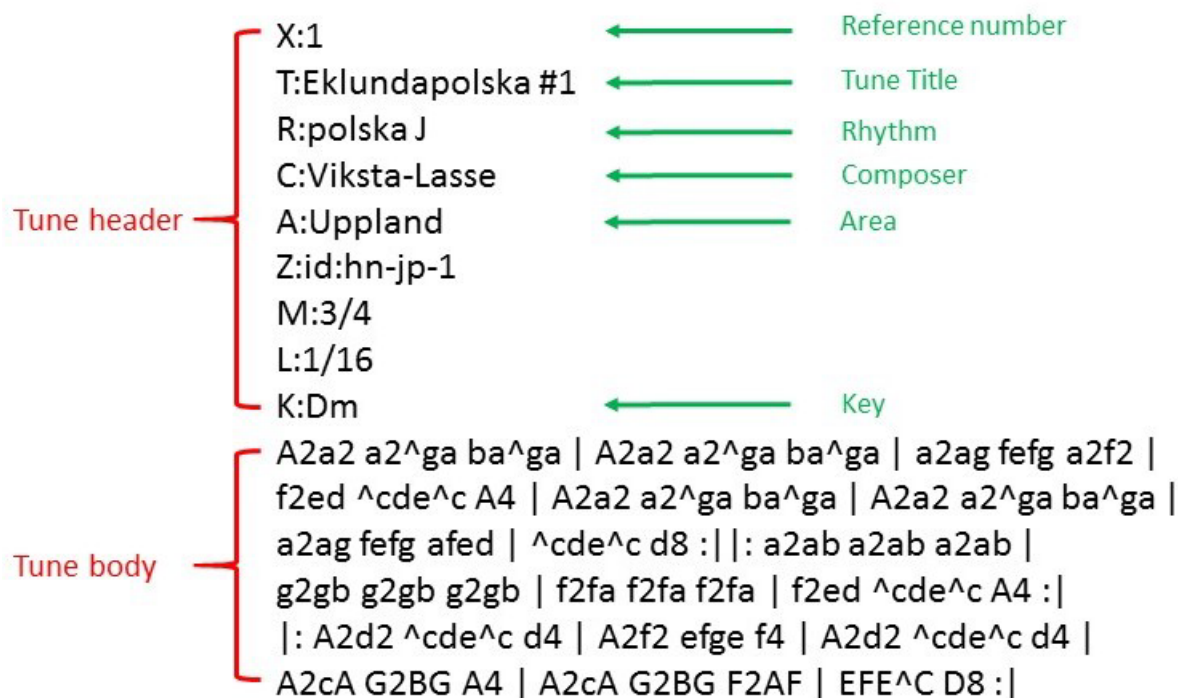 X:1 Reference number
T:Eklundapolska #1 Tune Title
R:polska J Rhythm
C:Viksta-Lasse Composer
Tune header A:Uppland Area
Z:id:hn-jp-1
M:3/4
L:1/16
K:Dm Key
A2a2 a2^ga ba^ga | A2a2 a2^ga ba^ga | a2ag fefg a2f2 |
f2ed ^cde^c A4 | A2a2 a2^ga ba^ga | A2a2 a2^ga ba^ga |
Tune body a2ag fefg afed | ^cde^c d8 :||: a2ab a2ab a2ab |
g2gb g2gb g2gb | f2fa f2fa f2fa | f2ed ^cde^c A4 :|
|: A2d2 ^cde^c d4 | A2f2 efge f4 | A2d2 ^cde^c d4 |
A2cA G2BG A4 | A2cA G2BG F2AF | EFE^C D8 :|